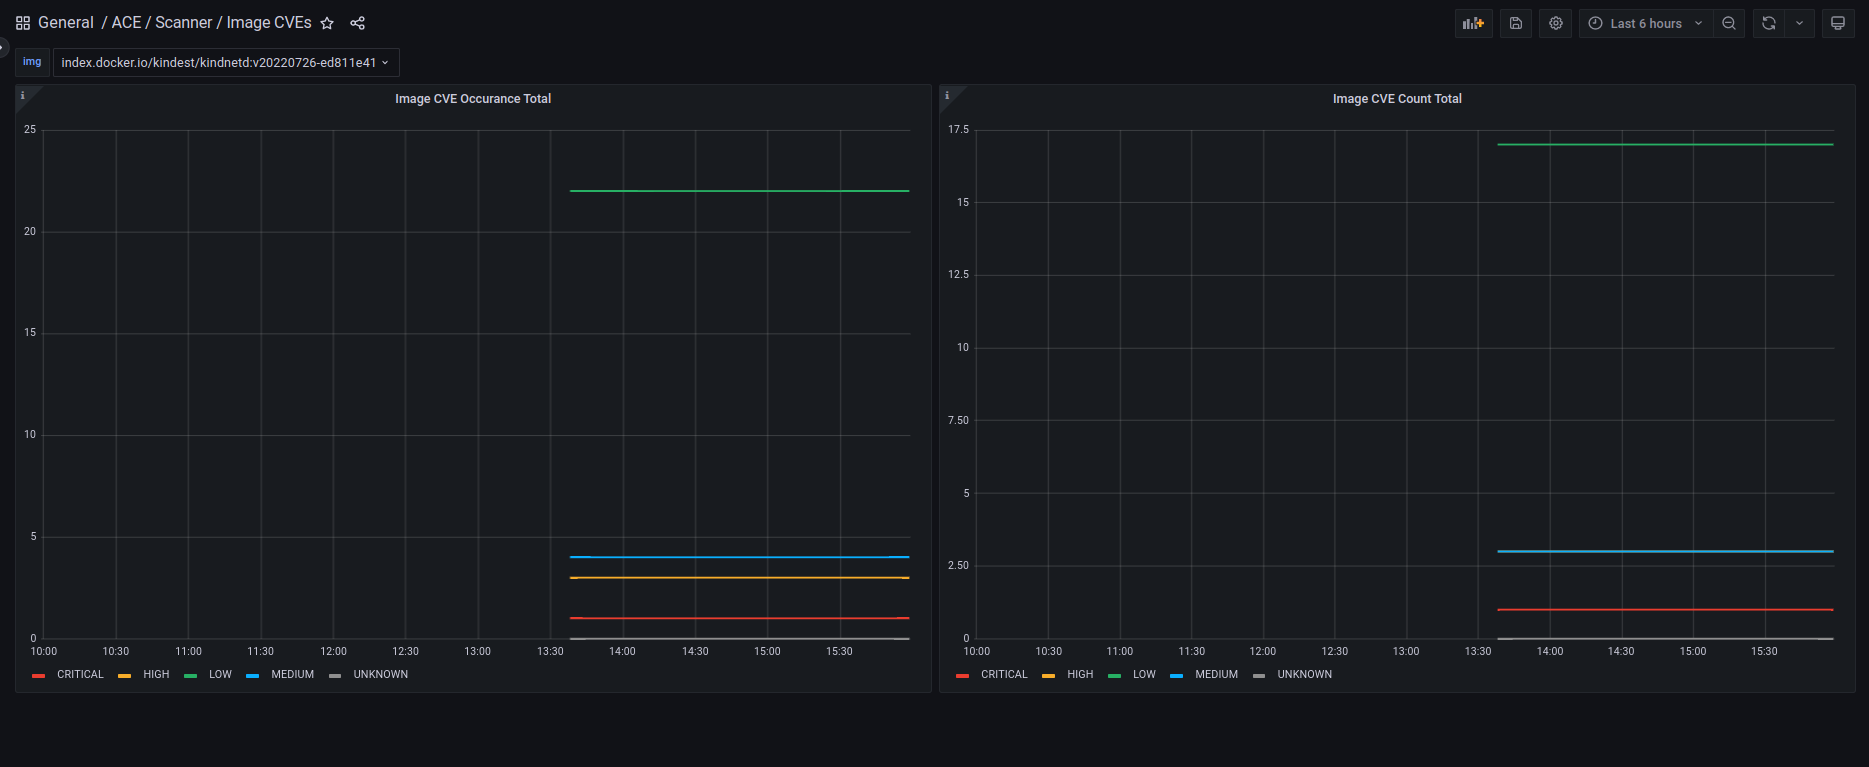 General / ACE / Scanner / Image CVEs
Last 6 hours
img
index.docker.io/kindest/kindnetd:v20220726-ed811e41
i
Image CVE Occurance Total
25
20
15
10
5
0
10:00 10:30 11:00 11:30 12:00 12:30 13:00 13:30 14:00 14:30 15:00 15:30
CRITICAL HIGH LOW MEDIUM UNKNOWN
i
Image CVE Count Total
17.5
15
12.5
10
7.50
5
2.50
0
10:00 10:30 11:00 11:30 12:00 12:30 13:00 13:30 14:00 14:30 15:00 15:30
CRITICAL HIGH LOW MEDIUM UNKNOWN